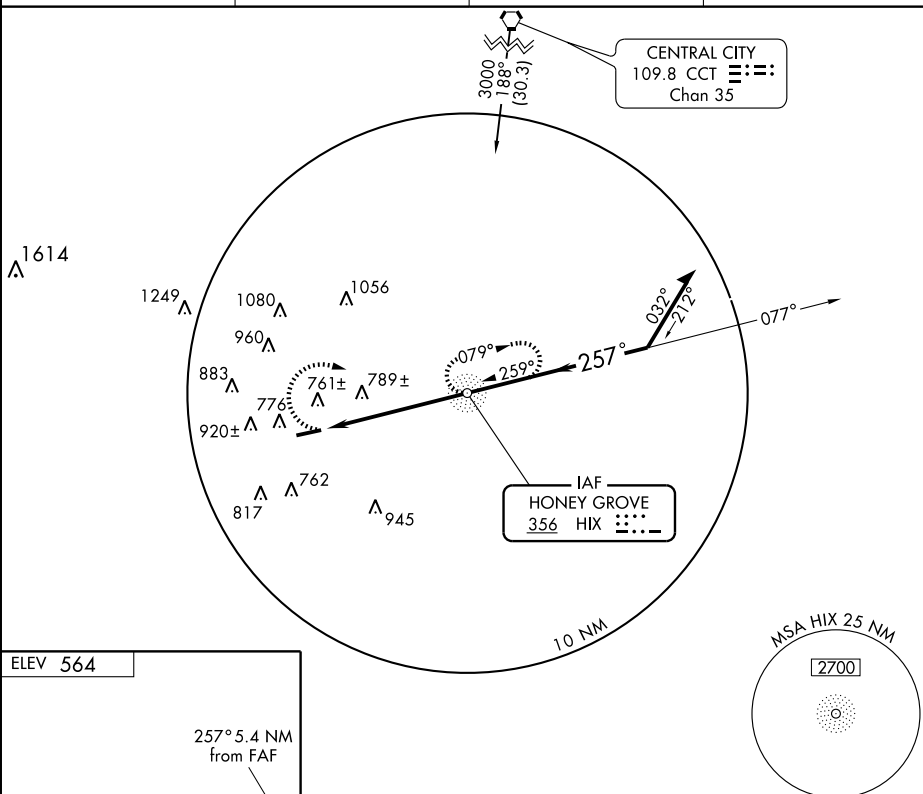 CENTRAL CITY
109.8 CCT
Chan 35
3000
188°
(30.3)
1614
1249
1080
1056
960
032°
212°
077°
079°
259°
257°
883
761±
789±
776
920±
762
817
945
IAF
HONEY GROVE
356 HIX
10 NM
MSA HIX 25 NM
2700
ELEV 564
257° 5.4 NM
from FAF